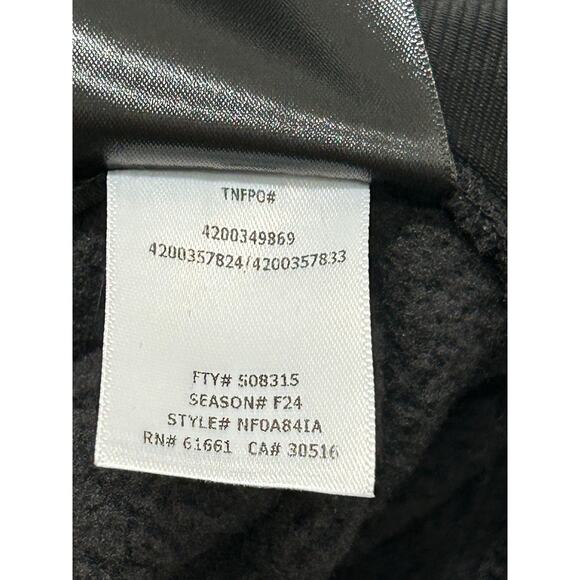 TNFPO#
4200349869
4200357824/4200357833
FTY# 508315
SEASON# F24
STYLE# NF0A84IA
RN# 61661 CA# 30516